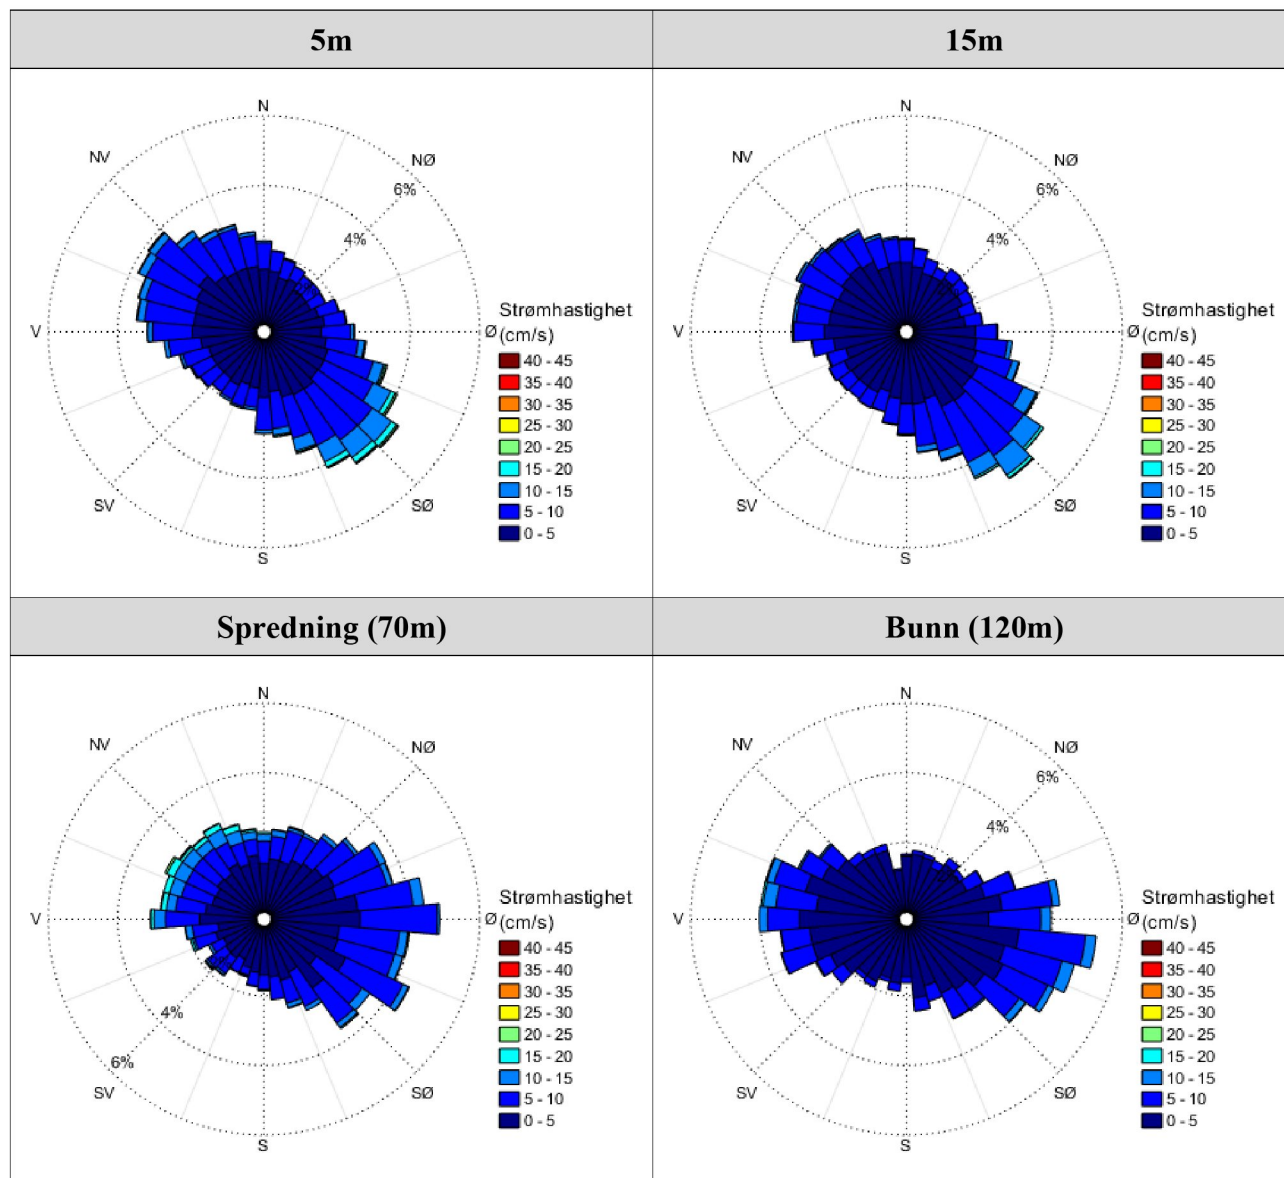 5m
15m
N
NØ
6%
4%
Ø
SØ
S
SV
V
NV
Strømhastighet
(cm/s)
40 - 45
35 - 40
30 - 35
25 - 30
20 - 25
15 - 20
10 - 15
5 - 10
0 - 5
N
NØ
6%
4%
Ø
SØ
S
SV
V
NV
Strømhastighet
(cm/s)
40 - 45
35 - 40
30 - 35
25 - 30
20 - 25
15 - 20
10 - 15
5 - 10
0 - 5
Spredning (70m)
Bunn (120m)
N
NØ
Ø
SØ
S
SV
6%
4%
V
NV
Strømhastighet
(cm/s)
40 - 45
35 - 40
30 - 35
25 - 30
20 - 25
15 - 20
10 - 15
5 - 10
0 - 5
N
NØ
6%
4%
Ø
SØ
S
SV
V
NV
Strømhastighet
(cm/s)
40 - 45
35 - 40
30 - 35
25 - 30
20 - 25
15 - 20
10 - 15
5 - 10
0 - 5